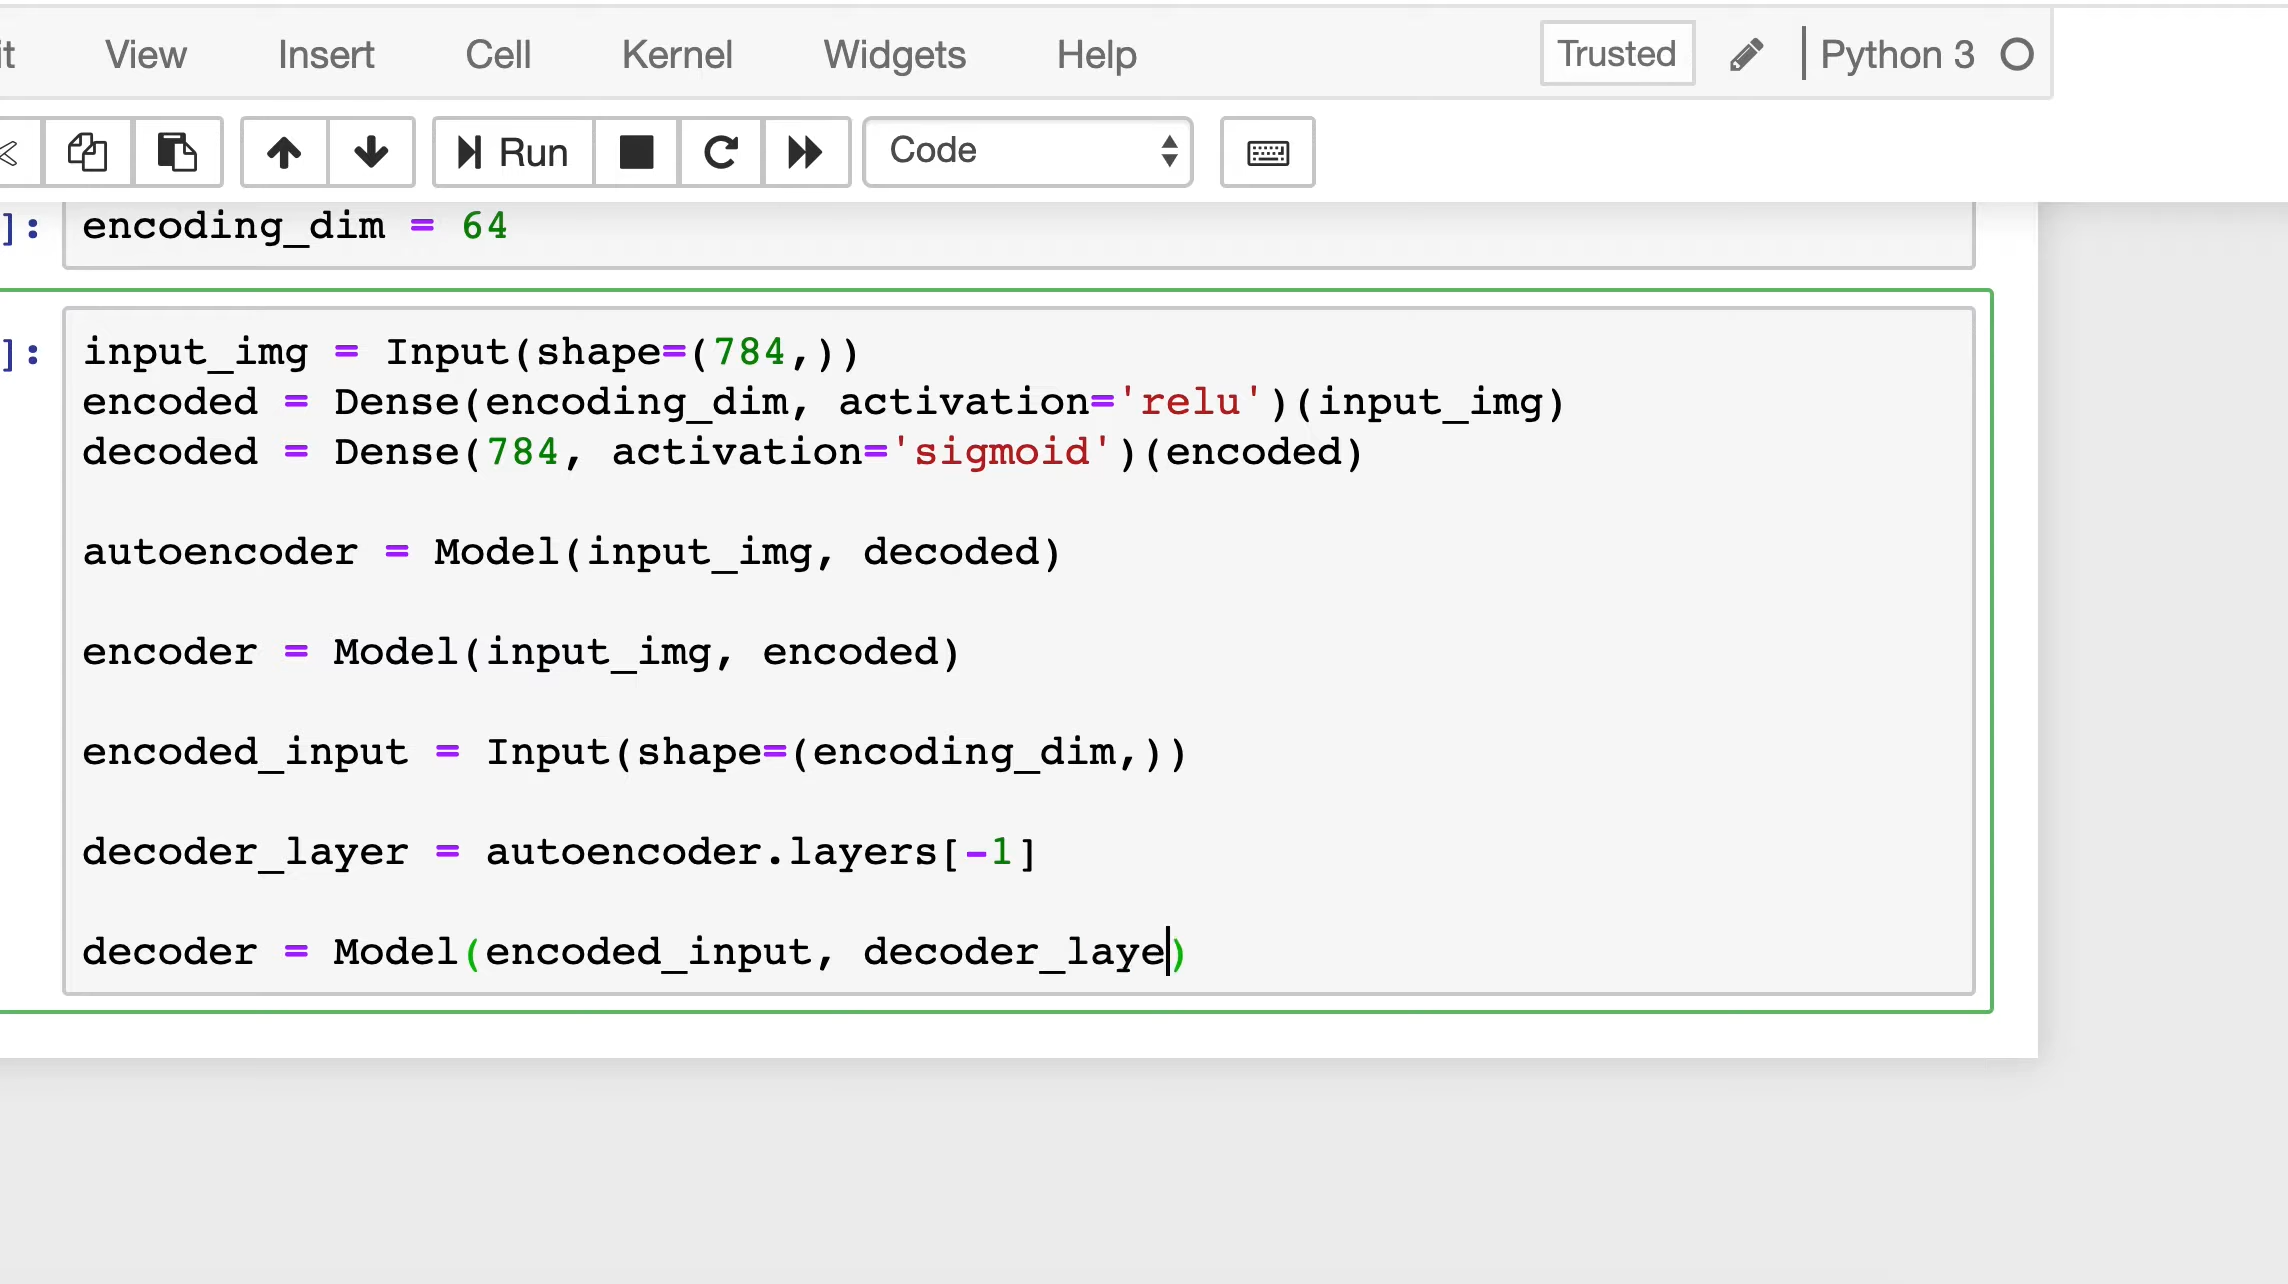 it View Insert Cell Kernel Widgets Help Trusted Python 3
Run Code
]: encoding_dim = 64
]: input_img = Input(shape=(784,))
encoded = Dense(encoding_dim, activation='relu')(input_img)
decoded = Dense(784, activation='sigmoid')(encoded)
autoencoder = Model(input_img, decoded)
encoder = Model(input_img, encoded)
encoded_input = Input(shape=(encoding_dim,))
decoder_layer = autoencoder.layers[-1]
decoder = Model(encoded_input, decoder_laye)